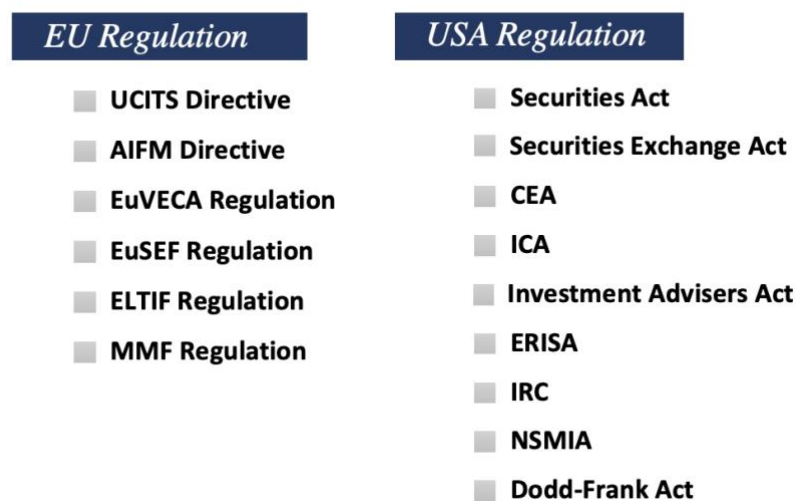 EU Regulation
UCITS Directive
AIFM Directive
EuVECA Regulation
EuSEF Regulation
ELTIF Regulation
MMF Regulation
USA Regulation
Securities Act
Securities Exchange Act
CEA
ICA
Investment Advisers Act
ERISA
IRC
NSMIA
Dodd-Frank Act